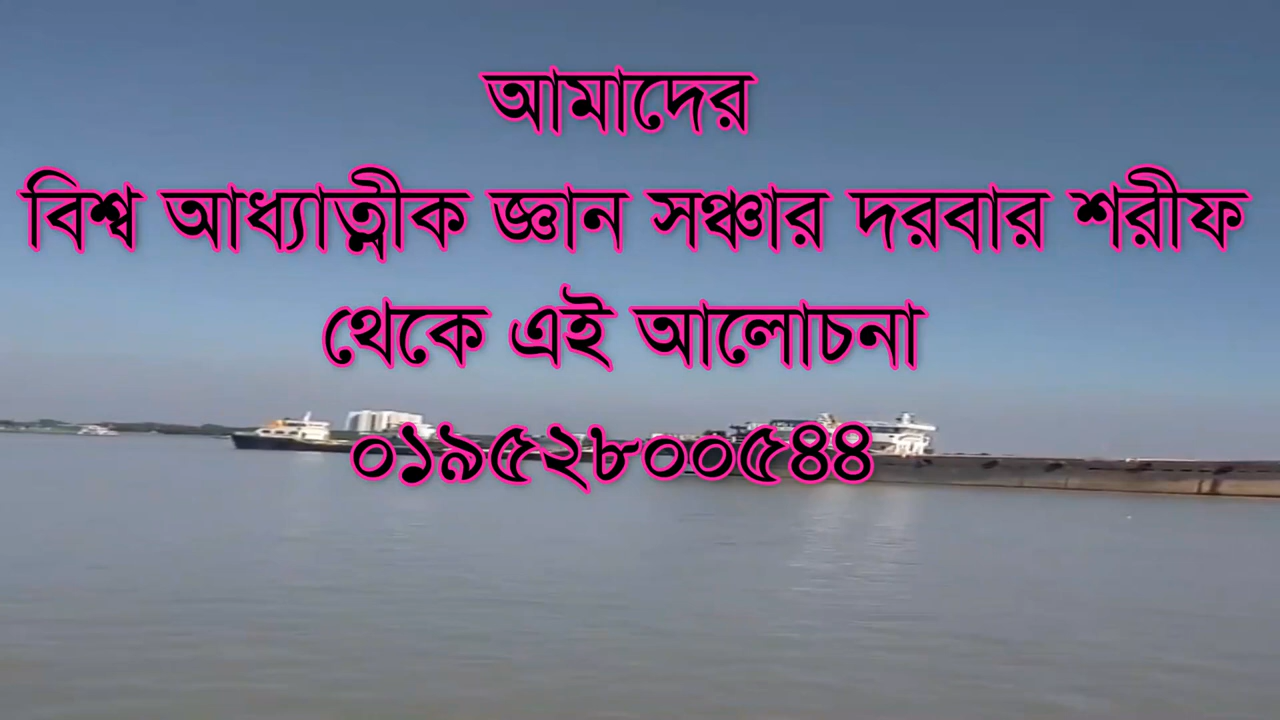 আমাদের
বিশ্ব আধ্যাত্নীক জ্ঞান সঞ্চার দরবার শরীফ
থেকে এই আলোচনা
০১৯৫২৮০০৫৪৪